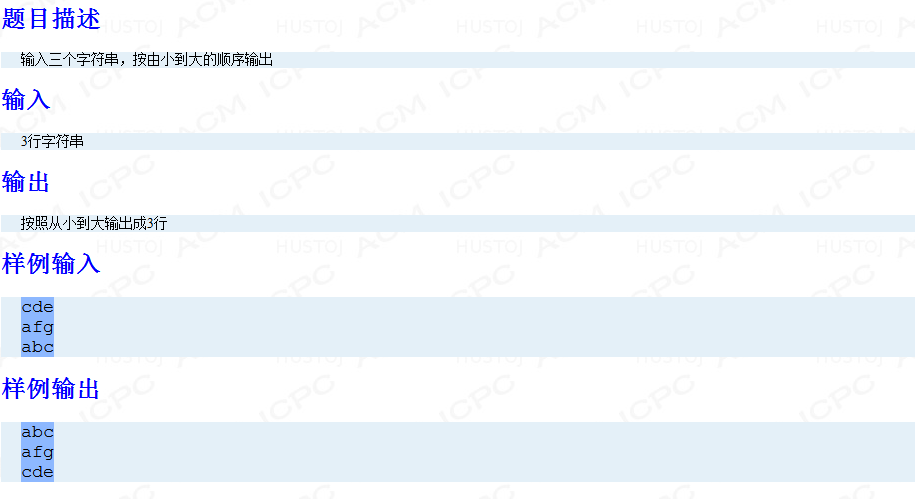 题目描述
输入三个字符串，按由小到大的顺序输出
输入
3行字符串
输出
按照从小到大输出成3行
样例输入
cde
afg
abc
样例输出
abc
afg
cde